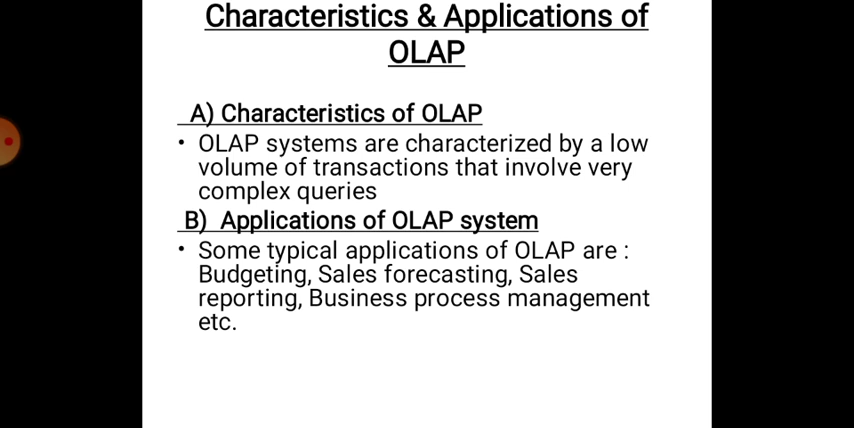 Characteristics & Applications of
OLAP
A) Characteristics of OLAP
• OLAP systems are characterized by a low
volume of transactions that involve very
complex queries
B) Applications of OLAP system
• Some typical applications of OLAP are :
Budgeting, Sales forecasting, Sales
reporting, Business process management
etc.